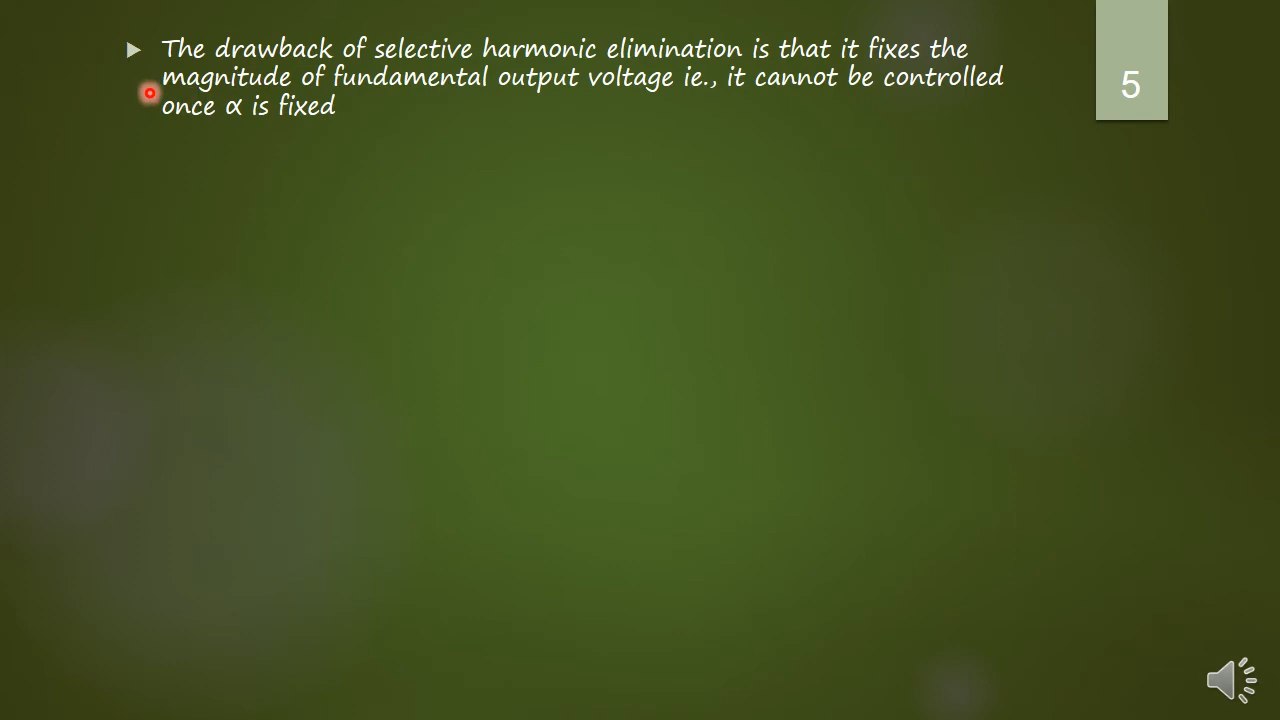 The drawback of selective harmonic elimination is that it fixes the
magnitude of fundamental output voltage ie., it cannot be controlled
once α is fixed
5